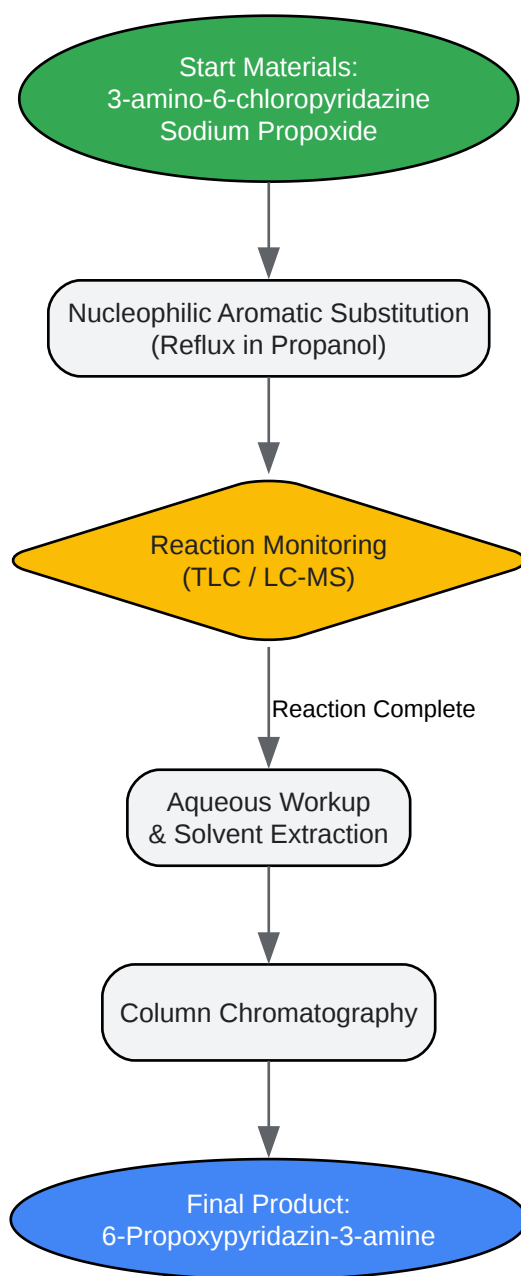 Start Materials:
3-amino-6-chloropyridazine
Sodium Propoxide
Nucleophilic Aromatic Substitution
(Reflux in Propanol)
Reaction Monitoring
(TLC / LC-MS)
Reaction Complete
Aqueous Workup
& Solvent Extraction
Column Chromatography
Final Product:
6-Propoxypyridazin-3-amine